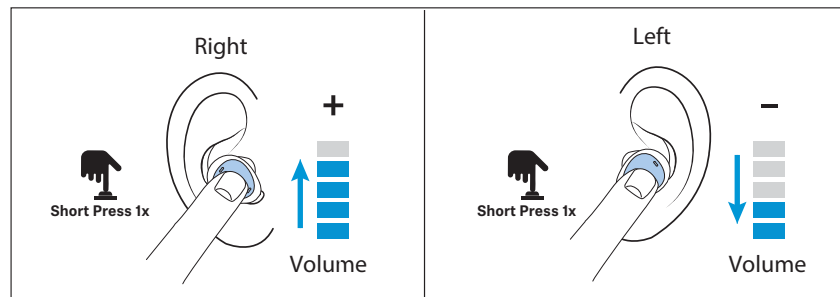 Right
+
Short Press 1x
Volume
Left
–
Short Press 1x
Volume